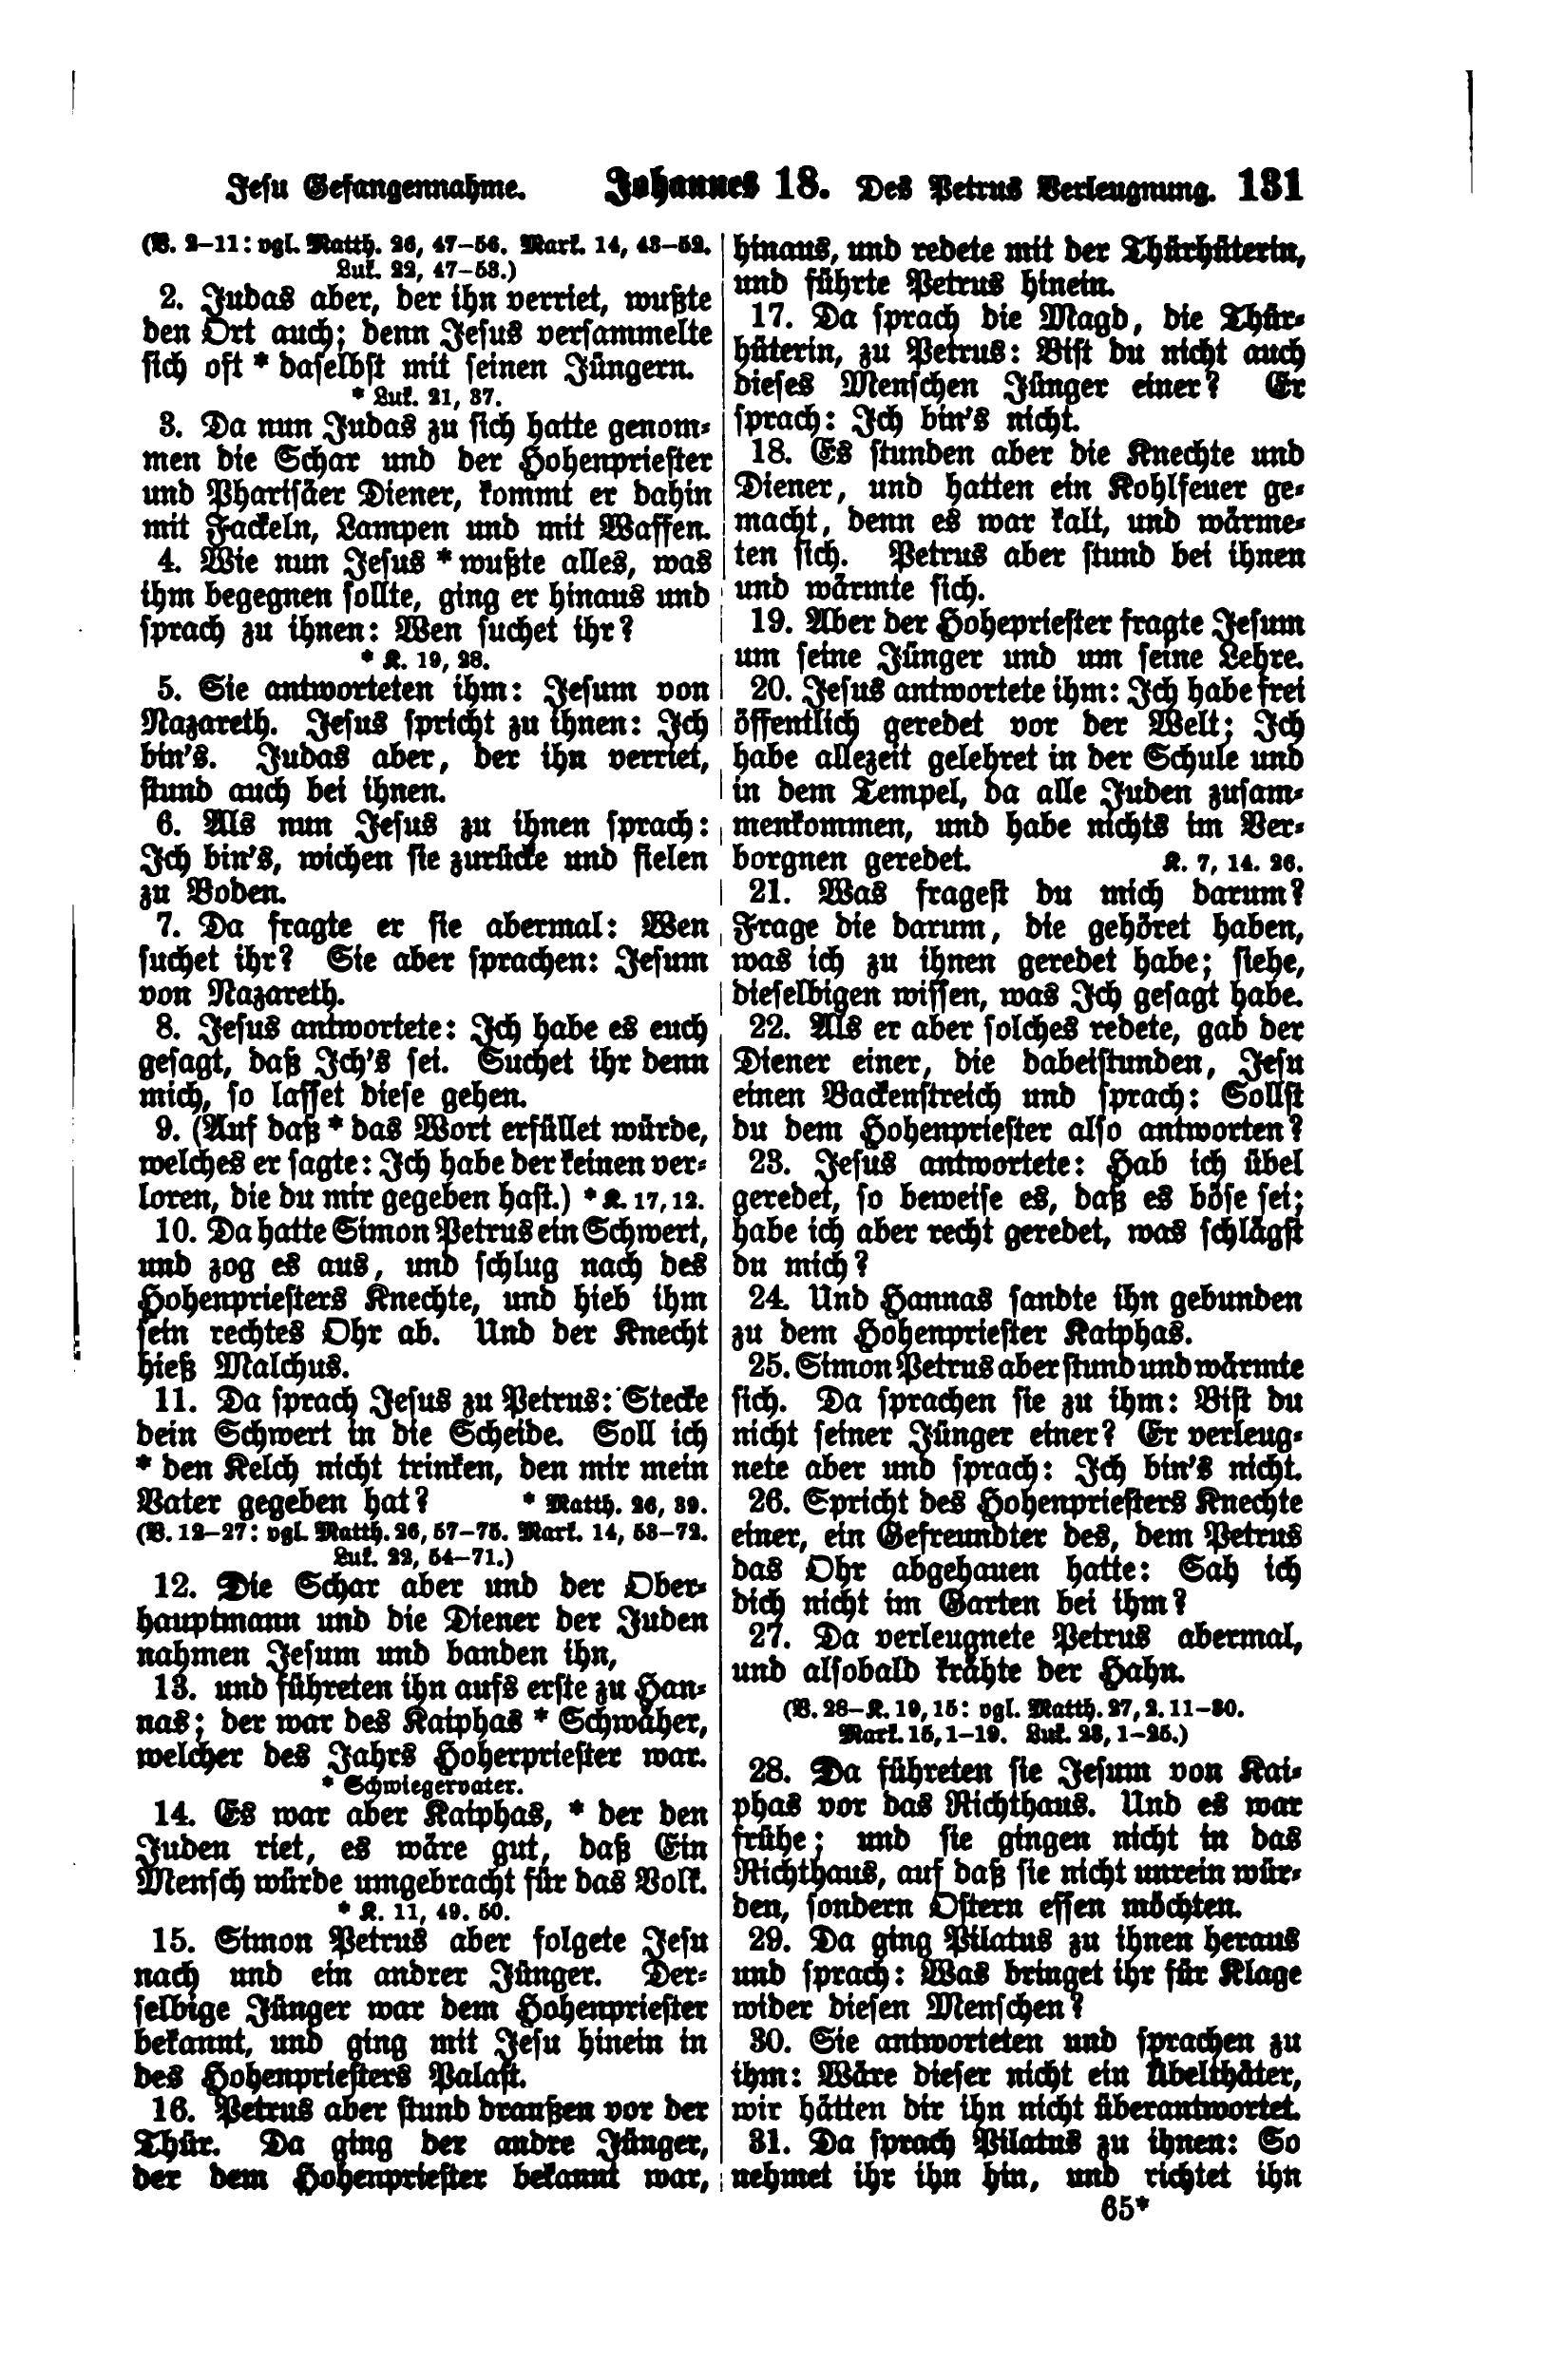 Jesu Gefangennahme. Johannes 18. Des Petrus Verleugnung. 131
(V. 2–11: vgl. Matth. 26, 47–56. Mark. 14, 43–52.
Luk. 22, 47–53.)
2. Judas aber, der ihn verriet, wußte
den Ort auch; denn Jesus versammelte
sich oft * daselbst mit seinen Jüngern.
* Luk. 21, 37.
3. Da nun Judas zu sich hatte genom-
men die Schar und der Hohenpriester
und Pharisäer Diener, kommt er dahin
mit Fackeln, Lampen und mit Waffen.
4. Wie nun Jesus * wußte alles, was
ihm begegnen sollte, ging er hinaus und
sprach zu ihnen: Wen suchet ihr?
* K. 19, 28.
5. Sie antworteten ihm: Jesum von
Nazareth. Jesus spricht zu ihnen: Ich
bin's. Judas aber, der ihn verriet,
stund auch bei ihnen.
6. Als nun Jesus zu ihnen sprach:
Ich bin's, wichen sie zurücke und fielen
zu Boden.
7. Da fragte er sie abermal: Wen
suchet ihr? Sie aber sprachen: Jesum
von Nazareth.
8. Jesus antwortete: Ich habe es euch
gesagt, daß Ich's sei. Suchet ihr denn
mich, so lasset diese gehen.
9. (Auf daß * das Wort erfüllet würde,
welches er sagte: Ich habe der keinen ver-
loren, die du mir gegeben hast.) * K. 17, 12.
10. Da hatte Simon Petrus ein Schwert,
und zog es aus, und schlug nach des
Hohenpriesters Knechte, und hieb ihm
sein rechtes Ohr ab. Und der Knecht
hieß Malchus.
11. Da sprach Jesus zu Petrus: Stecke
dein Schwert in die Scheide. Soll ich
* den Kelch nicht trinken, den mir mein
Vater gegeben hat? * Matth. 26, 39.
(V. 12–27: vgl. Matth. 26, 57–75. Mark. 14, 53–72.
Luk. 22, 54–71.)
12. Die Schar aber und der Ober-
hauptmann und die Diener der Juden
nahmen Jesum und banden ihn,
13. und führeten ihn aufs erste zu Han-
nas; der war des Kaiphas * Schwäher,
welcher des Jahrs Hoherpriester war.
* Schwiegervater.
14. Es war aber Kaiphas, * der den
Juden riet, es wäre gut, daß Ein
Mensch würde umgebracht für das Volk.
* K. 11, 49. 50.
15. Simon Petrus aber folgete Jesu
nach und ein andrer Jünger. Der-
selbige Jünger war dem Hohenpriester
bekannt, und ging mit Jesu hinein in
des Hohenpriesters Palast.
16. Petrus aber stund draußen vor der
Thür. Da ging der andre Jünger,
der dem Hohenpriester bekannt war,
hinaus, und redete mit der Thürhüterin,
und führte Petrus hinein.
17. Da sprach die Magd, die Thür-
hüterin, zu Petrus: Bist du nicht auch
dieses Menschen Jünger einer? Er
sprach: Ich bin's nicht.
18. Es stunden aber die Knechte und
Diener, und hatten ein Kohlfeuer ge-
macht, denn es war kalt, und wärme-
ten sich. Petrus aber stund bei ihnen
und wärmte sich.
19. Aber der Hohepriester fragte Jesum
um seine Jünger und um seine Lehre.
20. Jesus antwortete ihm: Ich habe frei
öffentlich geredet vor der Welt; Ich
habe allezeit gelehret in der Schule und
in dem Tempel, da alle Juden zusam-
menkommen, und habe nichts im Ver-
borgnen geredet. K. 7, 14. 26.
21. Was fragest du mich darum?
Frage die darum, die gehöret haben,
was ich zu ihnen geredet habe; siehe,
dieselbigen wissen, was Ich gesagt habe.
22. Als er aber solches redete, gab der
Diener einer, die dabeistunden, Jesu
einen Backenstreich und sprach: Sollst
du dem Hohenpriester also antworten?
23. Jesus antwortete: Hab ich übel
geredet, so beweise es, daß es böse sei;
habe ich aber recht geredet, was schlägst
du mich?
24. Und Hannas sandte ihn gebunden
zu dem Hohenpriester Kaiphas.
25. Simon Petrus aber stund und wärmte
sich. Da sprachen sie zu ihm: Bist du
nicht seiner Jünger einer? Er verleug-
nete aber und sprach: Ich bin's nicht.
26. Spricht des Hohenpriesters Knechte
einer, ein Gefreundter des, dem Petrus
das Ohr abgehauen hatte: Sah ich
dich nicht im Garten bei ihm?
27. Da verleugnete Petrus abermal,
und alsobald krähte der Hahn.
(V. 28–K. 19, 15: vgl. Matth. 27, 2. 11–30.
Mark. 15, 1–19. Luk. 23, 1–25.)
28. Da führeten sie Jesum von Kai-
phas vor das Richthaus. Und es war
frühe; und sie gingen nicht in das
Richthaus, auf daß sie nicht unrein wür-
den, sondern Ostern essen möchten.
29. Da ging Pilatus zu ihnen heraus
und sprach: Was bringet ihr für Klage
wider diesen Menschen?
30. Sie antworteten und sprachen zu
ihm: Wäre dieser nicht ein Übelthäter,
wir hätten dir ihn nicht überantwortet.
31. Da sprach Pilatus zu ihnen: So
nehmet ihr ihn hin, und richtet ihn
65*